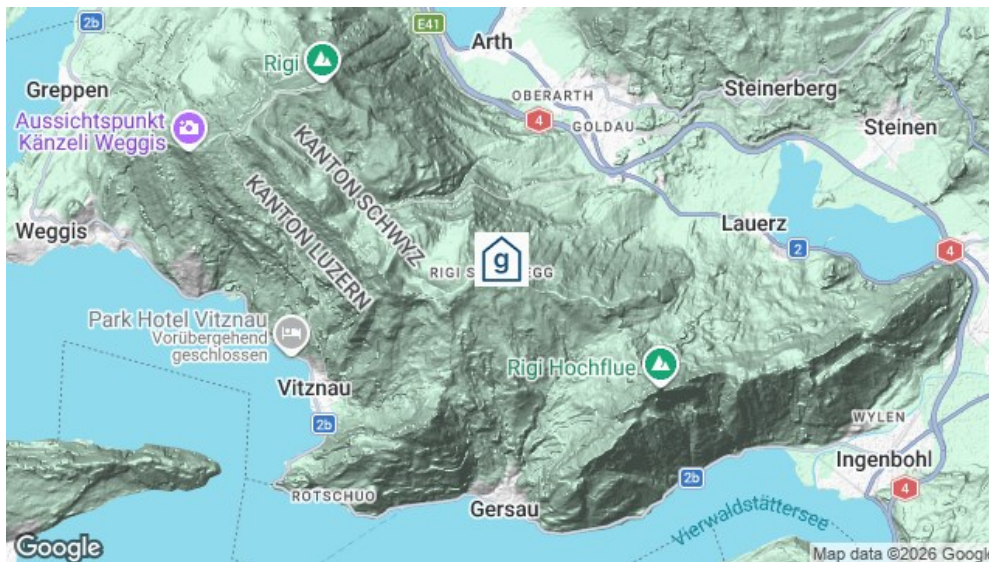 2b
E41
Arth
Rigi
Greppen
OBERARTH
Steinerberg
Aussichtspunkt
Känzeli Weggis
4
GOLDAU
Steinen
KANTON SCHWYZ
KANTON LUZERN
Weggis
Lauerz
2
4
g
RIGI S
EGG
Park Hotel Vitznau
Vorübergehend
geschlossen
Rigi Hochflue
Vitznau
2b
WYLEN
Ingenbohl
2b
4
ROTSCHUO
Gersau
Vierwaldstättersee
Google
Map data ©2026 Google